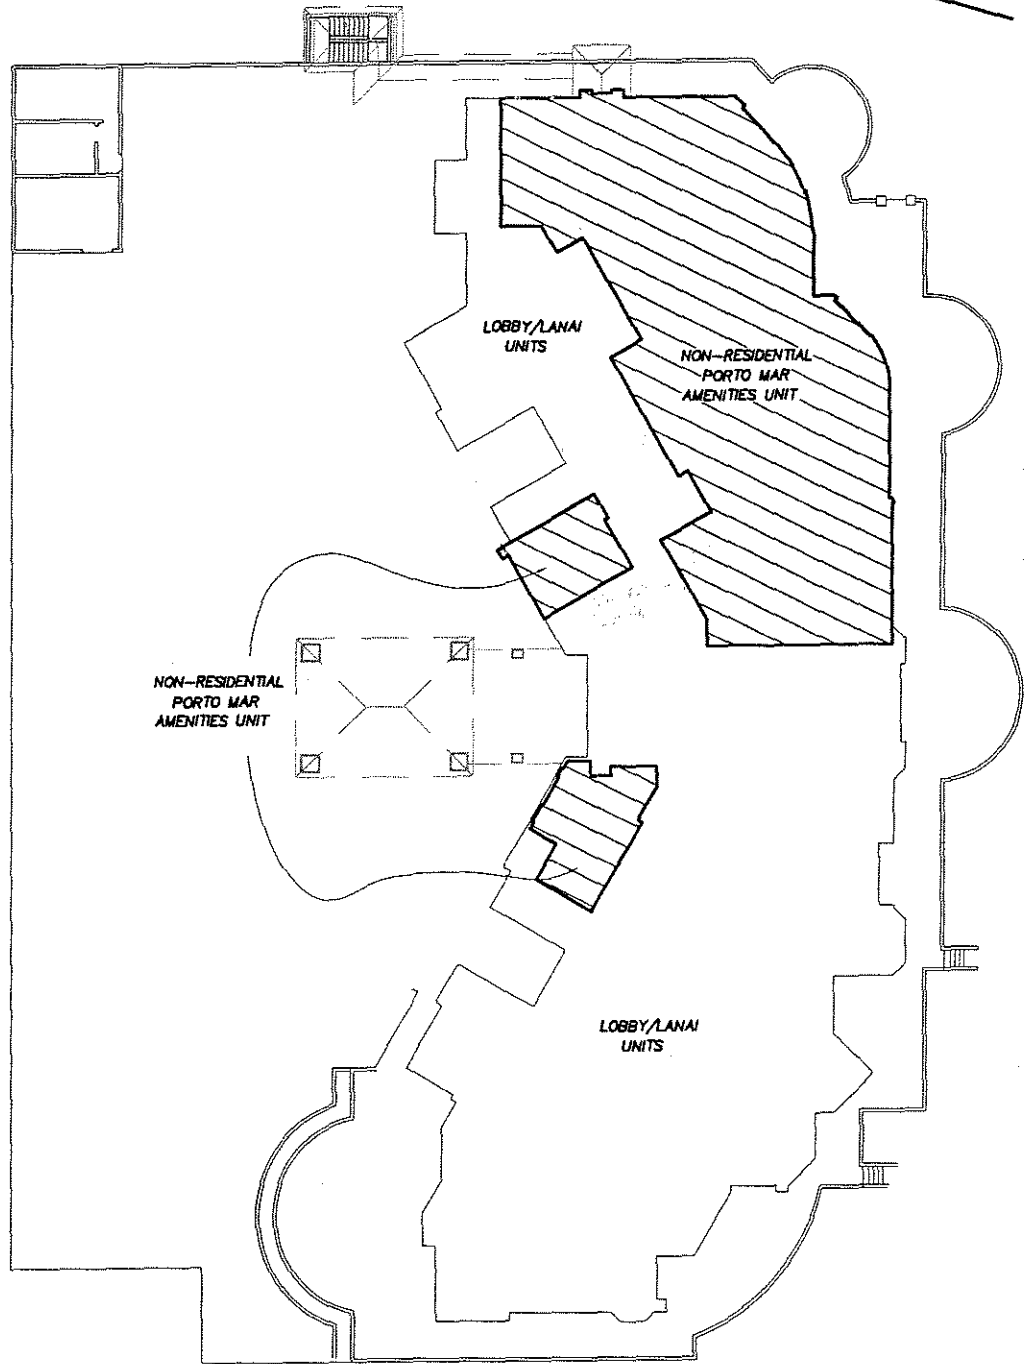 LOBBY/LANAI
UNITS
NON-RESIDENTIAL
PORTO MAR
AMENITIES UNIT
NON-RESIDENTIAL
PORTO MAR
AMENITIES UNIT
LOBBY/LANAI
UNITS